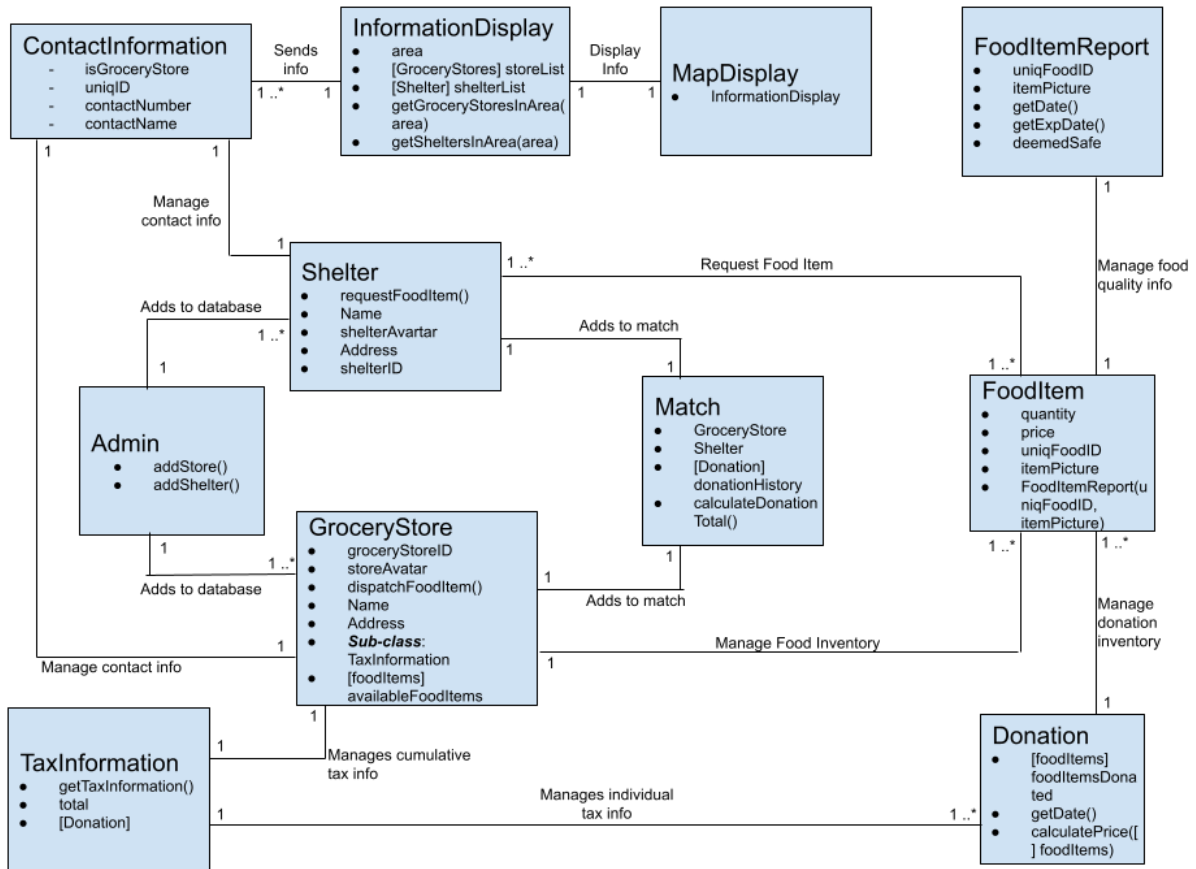 ContactInformation
- isGroceryStore
- uniqID
- contactNumber
- contactName
Sends
info
1 ..*
1
InformationDisplay
● area
● [GroceryStores] storeList
● [Shelter] shelterList
● getGroceryStoresInArea(
area)
● getSheltersInArea(area)
Display
Info
1
1
MapDisplay
● InformationDisplay
FoodItemReport
● uniqFoodID
● itemPicture
● getDate()
● getExpDate()
● deemedSafe
1
1
1
Manage
contact info
1
Shelter
● requestFoodItem()
● Name
● shelterAvartar
● Address
● shelterID
1 ..*
Request Food Item
Manage food
quality info
Adds to database
1 ..*
1
Adds to match
1
1
1
1 ..*
1
Admin
● addStore()
● addShelter()
Match
● GroceryStore
● Shelter
● [Donation]
donationHistory
● calculateDonation
Total()
FoodItem
● quantity
● price
● uniqFoodID
● itemPicture
● FoodItemReport(u
niqFoodID,
itemPicture)
1
1 ..*
Adds to database
GroceryStore
● groceryStoreID
● storeAvatar
● dispatchFoodItem()
● Name
● Address
● Sub-class:
TaxInformation
● [foodItems]
availableFoodItems
1
1
Adds to match
1 ..*
1 ..*
Manage
donation
inventory
1
Manage contact info
1
Manage Food Inventory
1
1
Manages cumulative
tax info
1
TaxInformation
● getTaxInformation()
● total
● [Donation]
1
Manages individual
tax info
1 ..*
Donation
● [foodItems]
foodItemsDona
ted
● getDate()
● calculatePrice([
] foodItems)